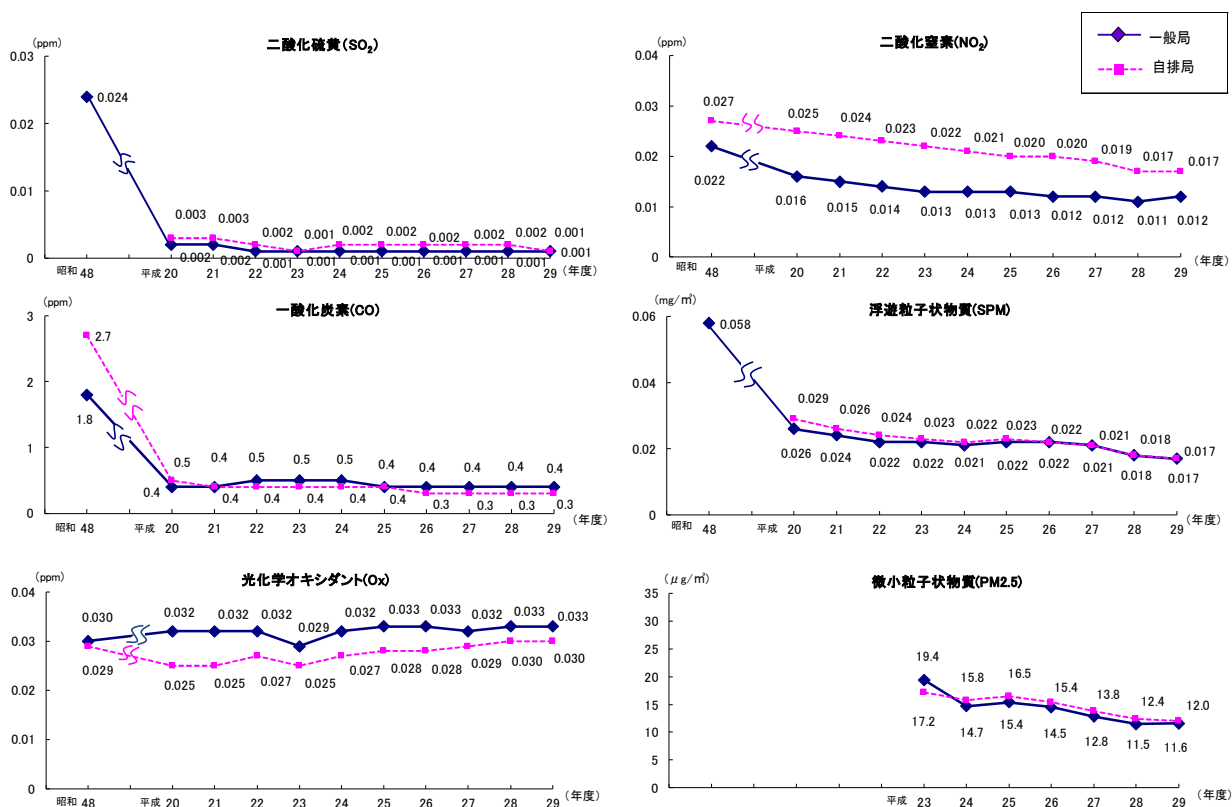 一般局
自排局
二酸化硫黄(SO₂)
(ppm)
0.03
0.02
0.01
0
0.024
0.003 0.003 0.002 0.001 0.002 0.002 0.002 0.002 0.002 0.001
0.002 0.002 0.001 0.001 0.001 0.001 0.001 0.001 0.001 0.001
昭和 48 平成 20 21 22 23 24 25 26 27 28 29 (年度)
二酸化窒素(NO₂)
(ppm)
0.04
0.03
0.02
0.01
0
0.027 0.025 0.024 0.023 0.022 0.021 0.020 0.020 0.019 0.017 0.017
0.022 0.016 0.015 0.014 0.013 0.013 0.013 0.012 0.012 0.011 0.012
昭和 48 平成 20 21 22 23 24 25 26 27 28 29 (年度)
一酸化炭素(CO)
(ppm)
3
2
1
0
2.7
1.8
0.5 0.4 0.5 0.5 0.5 0.4 0.4 0.4 0.4 0.4
0.4 0.4 0.4 0.4 0.4 0.4 0.3 0.3 0.3 0.3
昭和 48 平成 20 21 22 23 24 25 26 27 28 29 (年度)
浮遊粒子状物質(SPM)
(mg/㎥)
0.06
0.04
0.02
0
0.058
0.029 0.026 0.024 0.023 0.022 0.023 0.022 0.021 0.018 0.017
0.026 0.024 0.022 0.022 0.021 0.022 0.022 0.021 0.018 0.017
昭和 48 平成 20 21 22 23 24 25 26 27 28 29 (年度)
光化学オキシダント(Ox)
(ppm)
0.04
0.03
0.02
0.01
0
0.030 0.032 0.032 0.032 0.029 0.032 0.033 0.033 0.032 0.033 0.033
0.029 0.025 0.025 0.027 0.025 0.027 0.028 0.028 0.029 0.030 0.030
昭和 48 平成 20 21 22 23 24 25 26 27 28 29 (年度)
微小粒子状物質(PM2.5)
(μg/㎥)
35
30
25
20
15
10
5
0
19.4 15.8 16.5 15.4 13.8 12.4 12.0
17.2 14.7 15.4 14.5 12.8 11.5 11.6
平成 23 24 25 26 27 28 29 (年度)